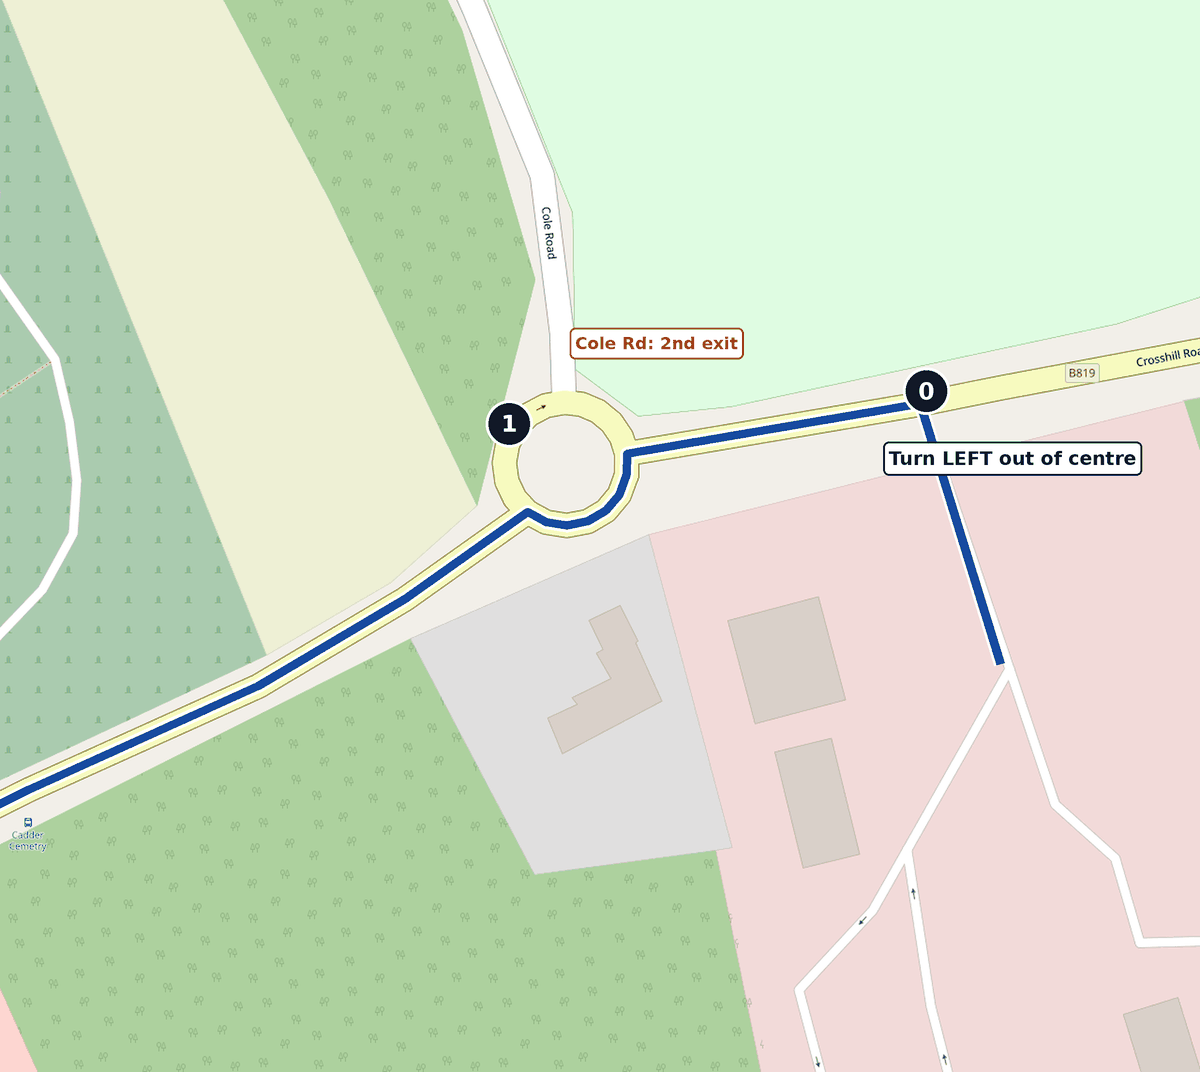 Cole Road
Cole Rd: 2nd exit
B819
Crosshill Roa
0
1
Turn LEFT out of centre
Cadder
Cemetry